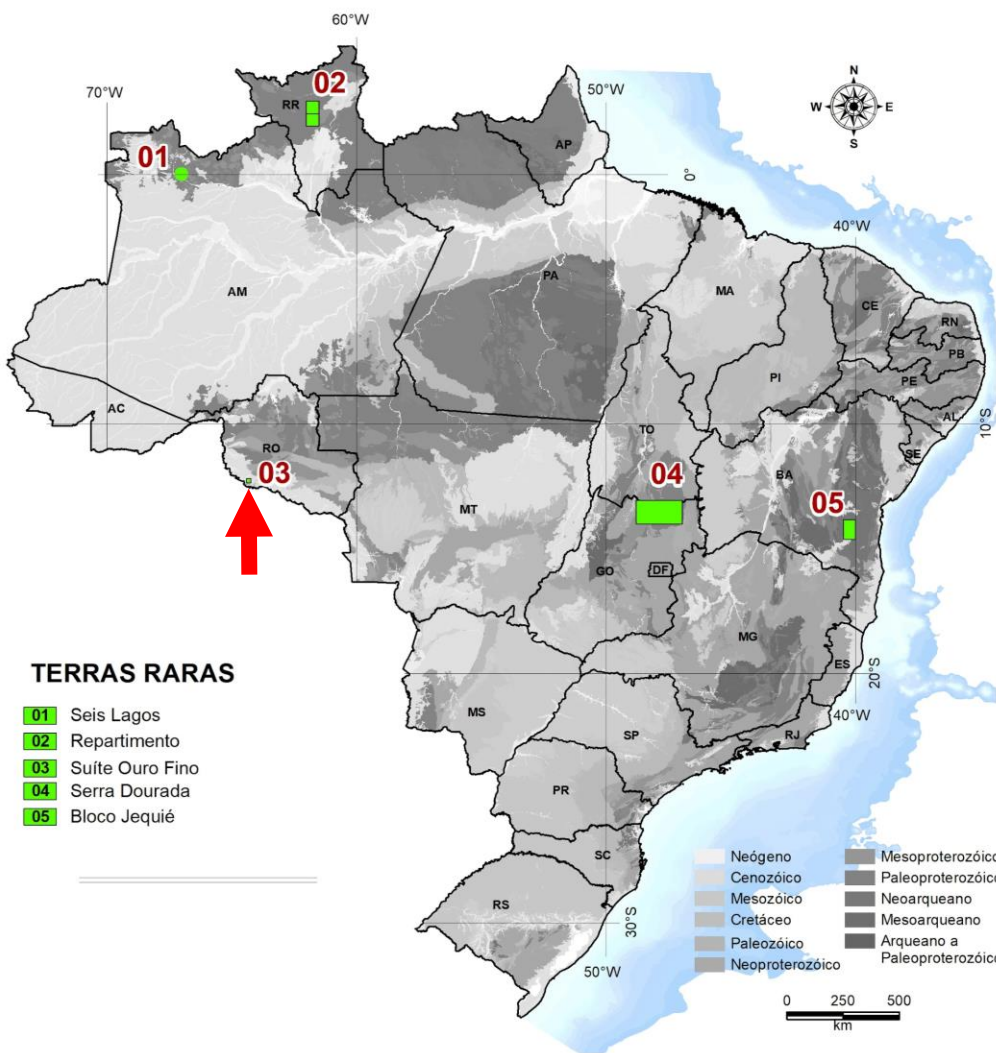 60°W
70°W
50°W
N
W
E
S
02
RR
01
AP
0°
40°W
AM
PA
MA
CE
RN
PB
PI
PE
AC
AL
10°S
TO
SE
RO
03
04
BA
05
MT
GO
DF
MG
ES
20°S
40°W
MS
SP
RJ
PR
SC
RS
30°S
50°W
TERRAS RARAS
01 Seis Lagos
02 Repartimento
03 Suíte Ouro Fino
04 Serra Dourada
05 Bloco Jequié
Neógeno
Cenozóico
Mesozóico
Cretáceo
Paleozóico
Neoproterozóico
Mesoproterozóico
Paleoproterozóico
Neoarqueano
Mesoarqueano
Arqueano a
Paleoproterozóico
0 250 500
km